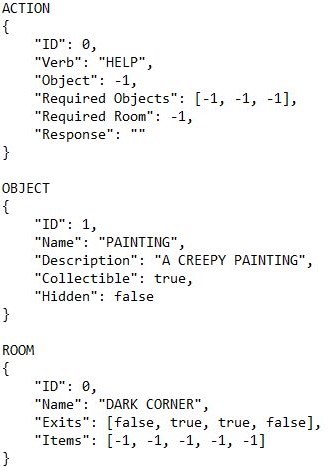 ACTION
{
    "ID": 0,
    "Verb": "HELP",
    "Object": -1,
    "Required Objects": [-1, -1, -1],
    "Required Room": -1,
    "Response": ""
}

OBJECT
{
    "ID": 1,
    "Name": "PAINTING",
    "Description": "A CREEPY PAINTING",
    "Collectible": true,
    "Hidden": false
}

ROOM
{
    "ID": 0,
    "Name": "DARK CORNER",
    "Exits": [false, true, true, false],
    "Items": [-1, -1, -1, -1, -1]
}